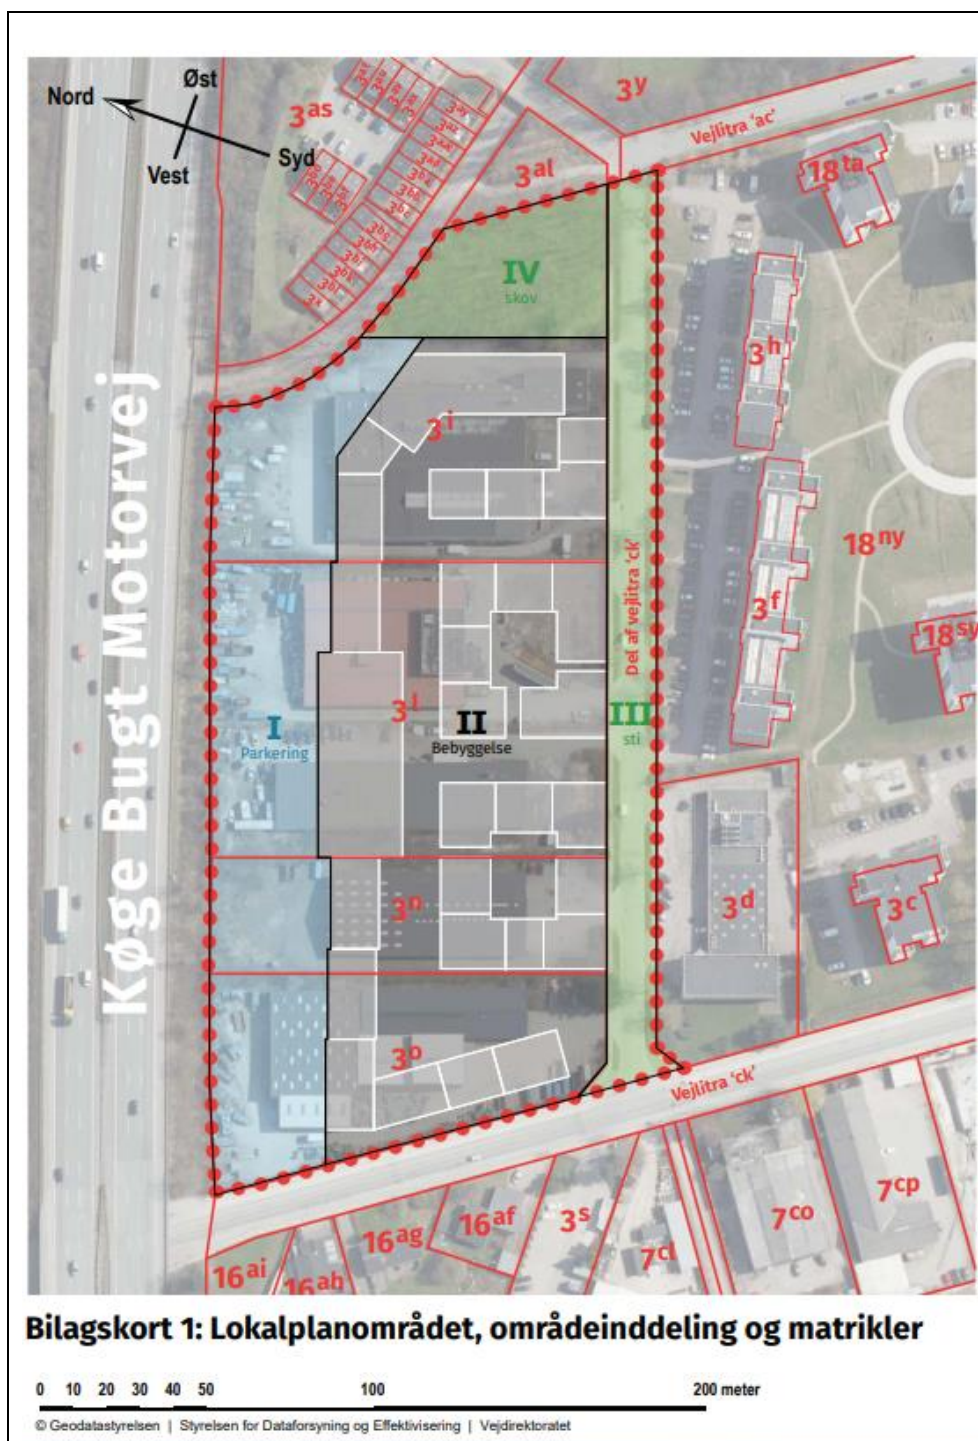 Nord
Øst
Vest
Syd
3as
3y
Vejlitra 'ac'
3al
18ta
IV
skov
3h
3i
3x
Køge Bugt Motorvej
18ny
3f
Del af vejlitra 'ck'
18sy
3l
I
Parkering
II
Bebyggelse
III
sti
3n
3d
3c
3o
Vejlitra 'ck'
16ai
16ah
16ag
16af
3s
7cl
7co
7cp
Bilagskort 1: Lokalplanområdet, områdeinddeling og matrikler
0 10 20 30 40 50 100 200 meter
© Geodatastyrelsen | Styrelsen for Dataforsyning og Effektivisering | Vejdirektoratet